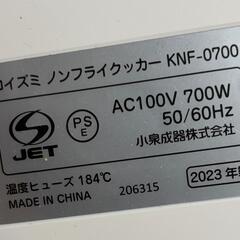 コイズミ ノンフライクッカー KNF-0700
AC100V 700W
50/60Hz
PS
E
JET
小泉成器株式会社
温度ヒューズ 184℃
206315
2023年
MADE IN CHINA